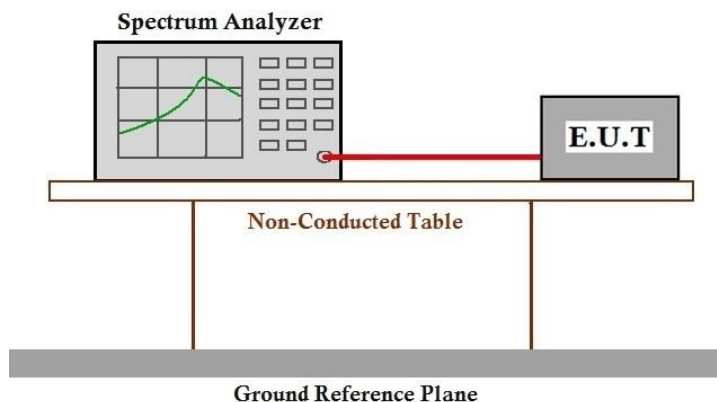 Spectrum Analyzer
E.U.T
Non-Conducted Table
Ground Reference Plane